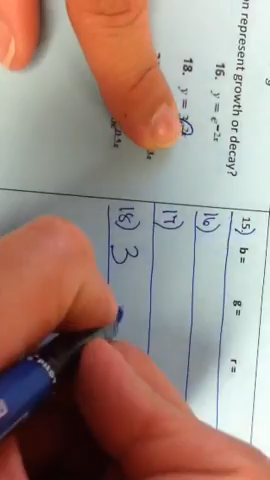 n represent growth or decay?
16. y = e^-2x
18. y =
15.) b = g = r =
16)
17)
18) 3